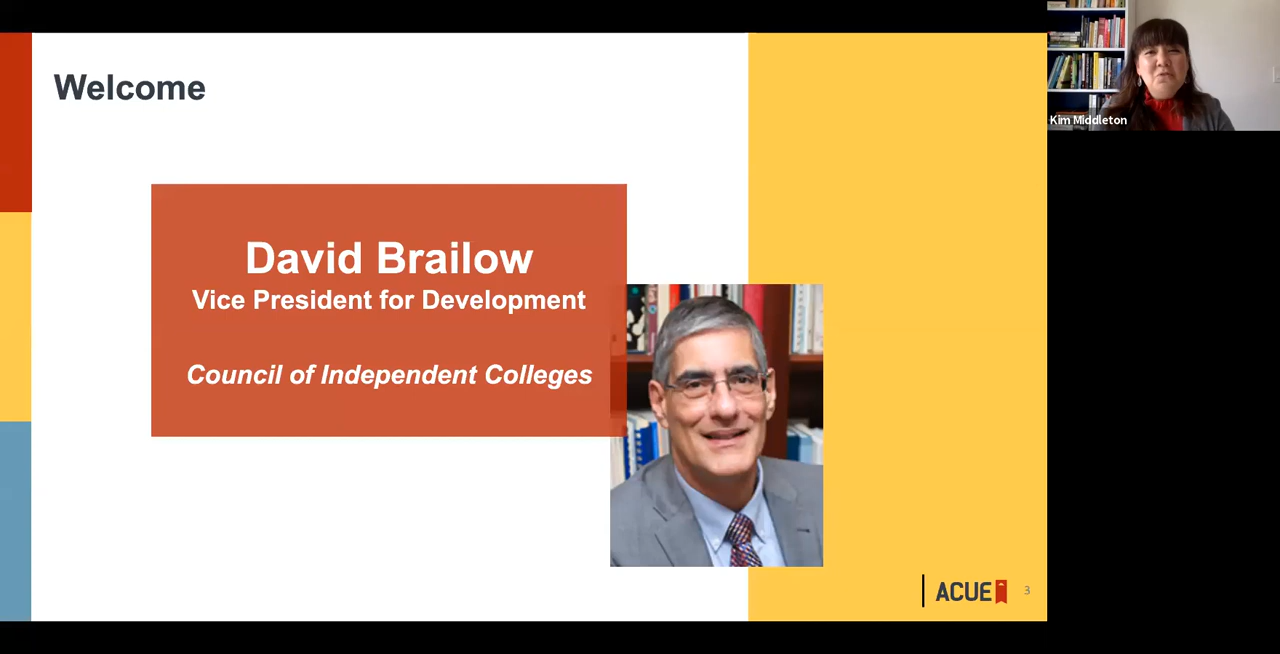 Welcome
David Brailow
Vice President for Development
Council of Independent Colleges
ACUE
3
Kim Middleton